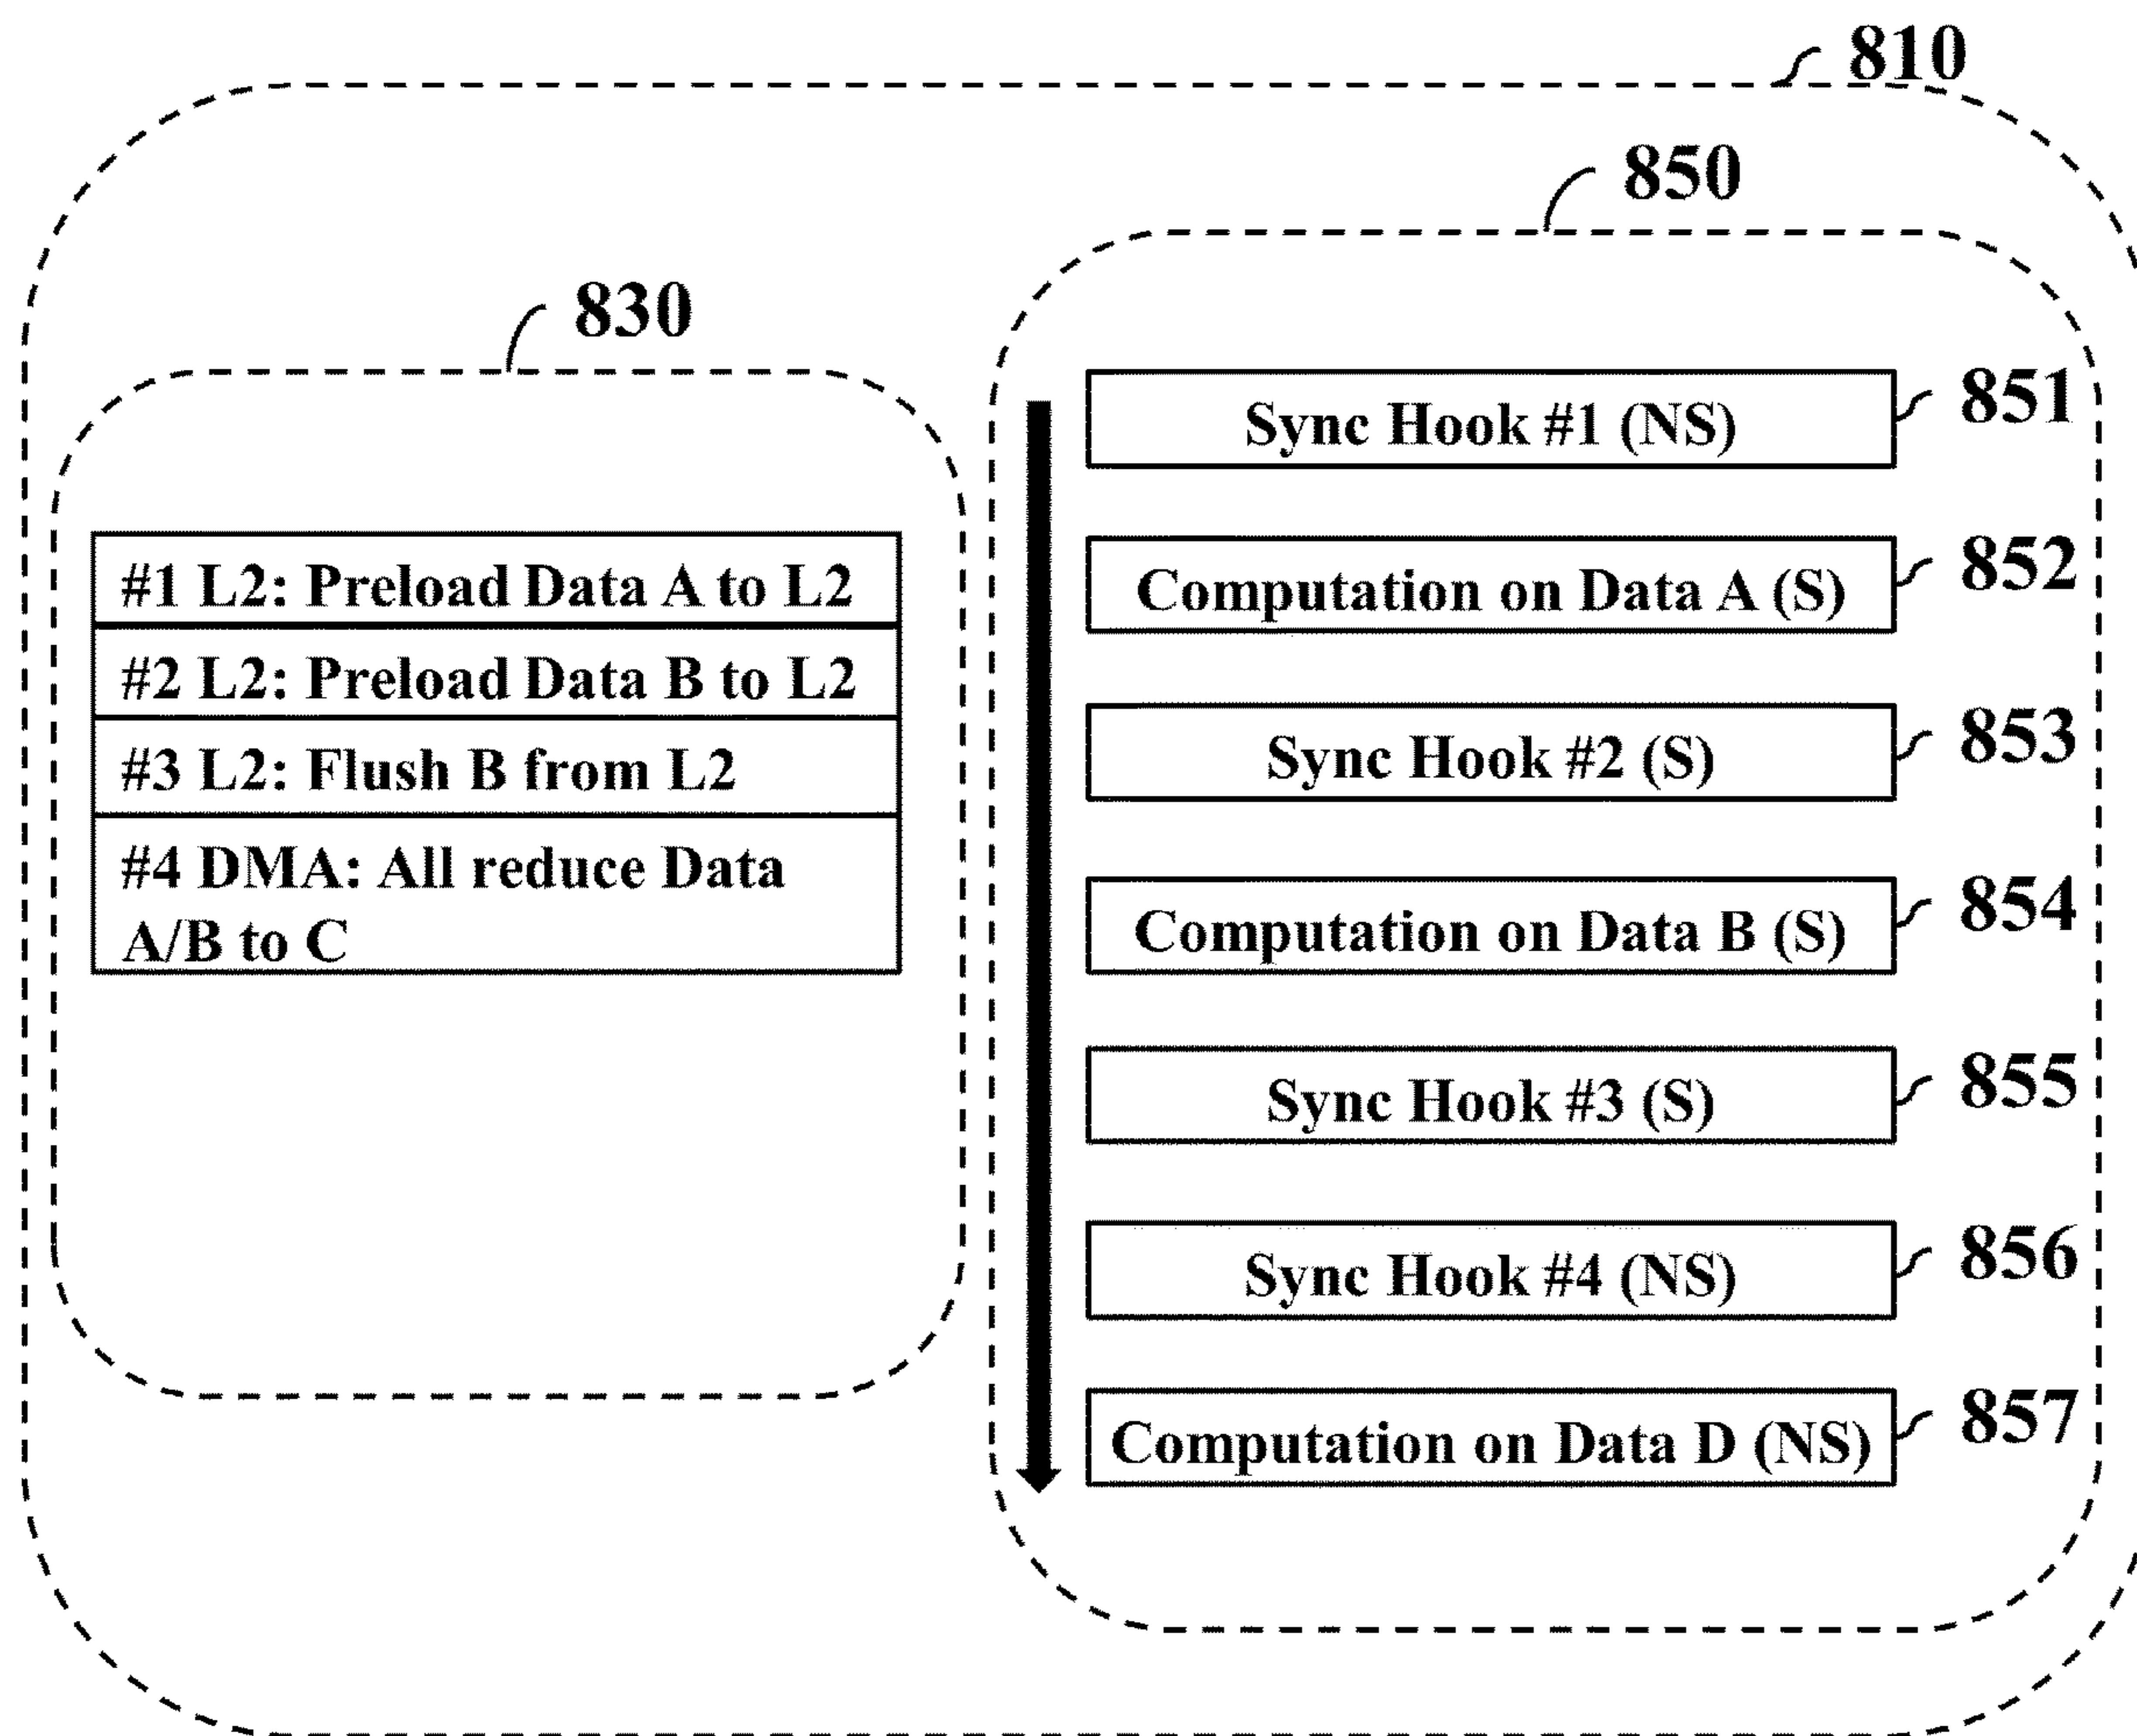 810
850
830
Sync Hook #1 (NS)
851
#1 L2: Preload Data A to L2
Computation on Data A (S)
852
#2 L2: Preload Data B to L2
Sync Hook #2 (S)
853
#3 L2: Flush B from L2
#4 DMA: All reduce Data
A/B to C
Computation on Data B (S)
854
Sync Hook #3 (S)
855
Sync Hook #4 (NS)
856
Computation on Data D (NS)
857